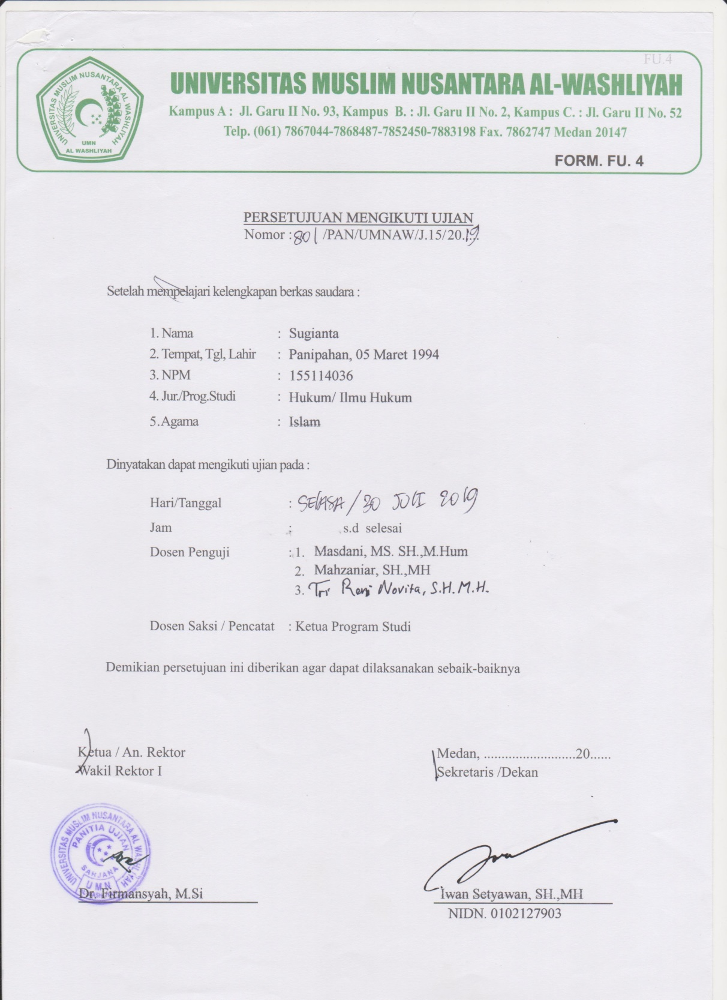 FU.4
UNIVERSITAS MUSLIM NUSANTARA AL-WASHLIYAH
Kampus A : Jl. Garu II No. 93, Kampus B. : Jl. Garu II No. 2, Kampus C. : Jl. Garu II No. 52
Telp. (061) 7867044-7868487-7852450-7883198 Fax. 7862747 Medan 20147
FORM. FU. 4
UNIVERSITAS MUSLIM NUSANTARA AL WASHLIYAH
UMN
AL WASHLIYAH
PERSETUJUAN MENGIKUTI UJIAN
Nomor : 801 /PAN/UMNAW/J.15/20.19.
Setelah mempelajari kelengkapan berkas saudara :
1. Nama : Sugianta
2. Tempat, Tgl, Lahir : Panipahan, 05 Maret 1994
3. NPM : 155114036
4. Jur./Prog.Studi : Hukum/ Ilmu Hukum
5. Agama : Islam
Dinyatakan dapat mengikuti ujian pada :
Hari/Tanggal : SELASA / 30 JULI 2019
Jam : s.d selesai
Dosen Penguji : 1. Masdani, MS. SH.,M.Hum
2. Mahzaniar, SH.,MH
3. Tri Reni Novita, S.H.M.H.
Dosen Saksi / Pencatat : Ketua Program Studi
Demikian persetujuan ini diberikan agar dapat dilaksanakan sebaik-baiknya
Ketua / An. Rektor
Wakil Rektor I
Medan, ..........................20......
Sekretaris /Dekan
UNIVERSITAS MUSLIM NUSANTARA AL WASHLIYAH
PANITIA UJIAN
SARJANA
UMN
Dr. Firmansyah, M.Si
Iwan Setyawan, SH.,MH
NIDN. 0102127903